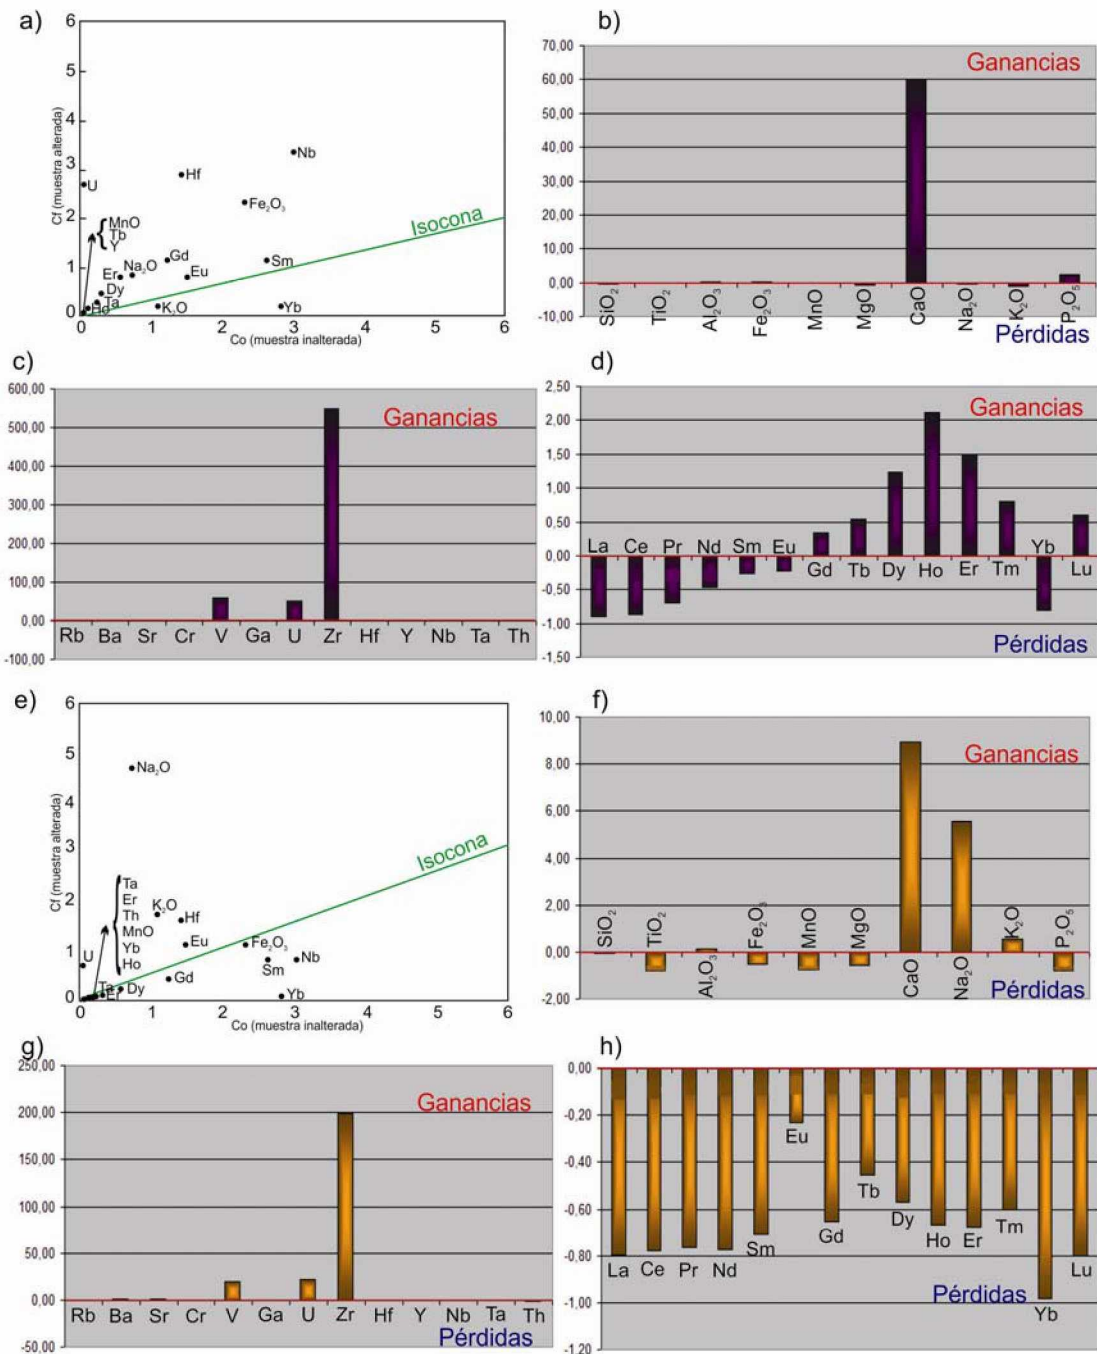 a)
6
5
4
3
2
1
0
Cf (muestra alterada)
U
Hf
Nb
Fe₂O₃
MnO
Tb
Y
Isocona
Er
Na₂O
Gd
Eu
Sm
Dy
Ta
Ho
K₂O
Yb
0 1 2 3 4 5 6
Co (muestra inalterada)
b)
70,00
60,00
50,00
40,00
30,00
20,00
10,00
0,00
-10,00
Ganancias
SiO₂ TiO₂ Al₂O₃ Fe₂O₃ MnO MgO CaO Na₂O K₂O P₂O₅
Pérdidas
c)
600,00
500,00
400,00
300,00
200,00
100,00
0,00
-100,00
Ganancias
Rb Ba Sr Cr V Ga U Zr Hf Y Nb Ta Th
d)
2,50
2,00
1,50
1,00
0,50
0,00
-0,50
-1,00
-1,50
Ganancias
La Ce Pr Nd Sm Eu Yb
Gd Tb Dy Ho Er Tm Lu
Pérdidas
e)
6
5
4
3
2
1
0
Cf (muestra alterada)
Na₂O
Isocona
Ta
Er
Th
MnO
Yb
Ho
K₂O
Hf
U
Eu
Fe₂O₃
Sm
Nb
Gd
Ta
Er
Dy
Yb
0 1 2 3 4 5 6
Co (muestra inalterada)
f)
10,00
8,00
6,00
4,00
2,00
0,00
-2,00
Ganancias
SiO₂ TiO₂ Al₂O₃ Fe₂O₃ MnO MgO CaO Na₂O K₂O P₂O₅
Pérdidas
g)
250,00
200,00
150,00
100,00
50,00
0,00
-50,00
Ganancias
Rb Ba Sr Cr V Ga U Zr Hf Y Nb Ta Th
Pérdidas
h)
0,00
-0,20
-0,40
-0,60
-0,80
-1,00
-1,20
La Ce Pr Nd Sm Eu Gd Tb Dy Ho Er Tm Yb Lu
Pérdidas